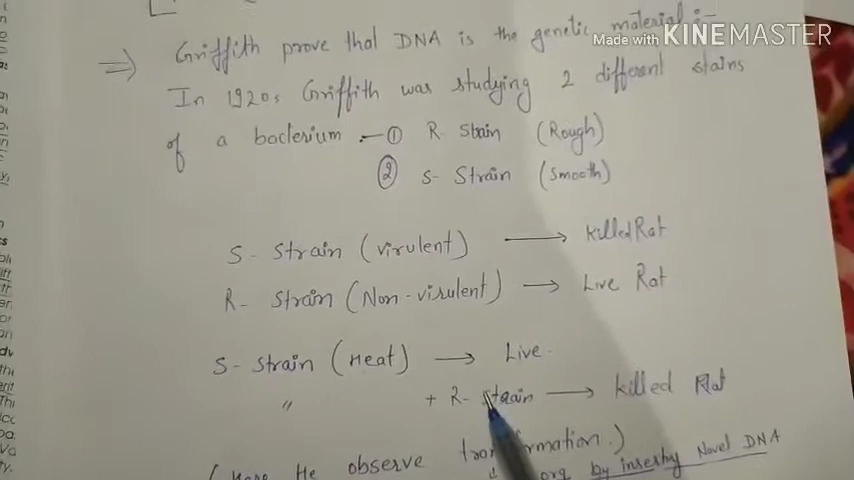 Griffith prove that DNA is the genetic material :-
Made with KINEMASTER
In 1920s Griffith was studying 2 different stains
of a bacterium ① R- Stain (Rough)
② S- Strain (Smooth)
S- Strain (virulent) → killed Rat
R- Strain (Non-virulent) → Live Rat
S- Strain (Heat) → Live
" + R- Strain → killed Rat
He observe transformation.)
org by inserting Novel DNA